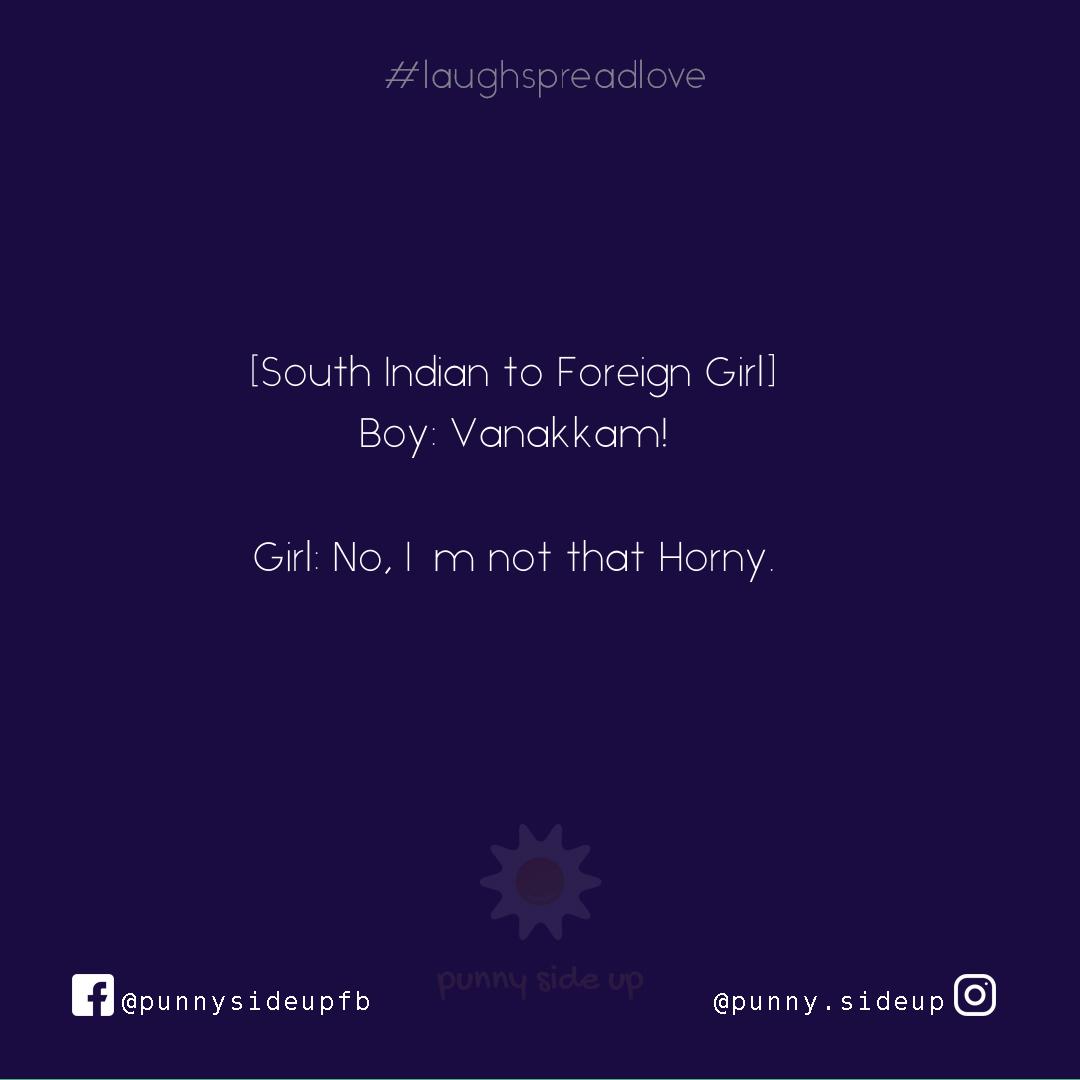 #laughspreadlove
[South Indian to Foreign Girl]
Boy: Vanakkam!
Girl: No, I m not that Horny.
punny side up
@punnysideupfb
@punny.sideup